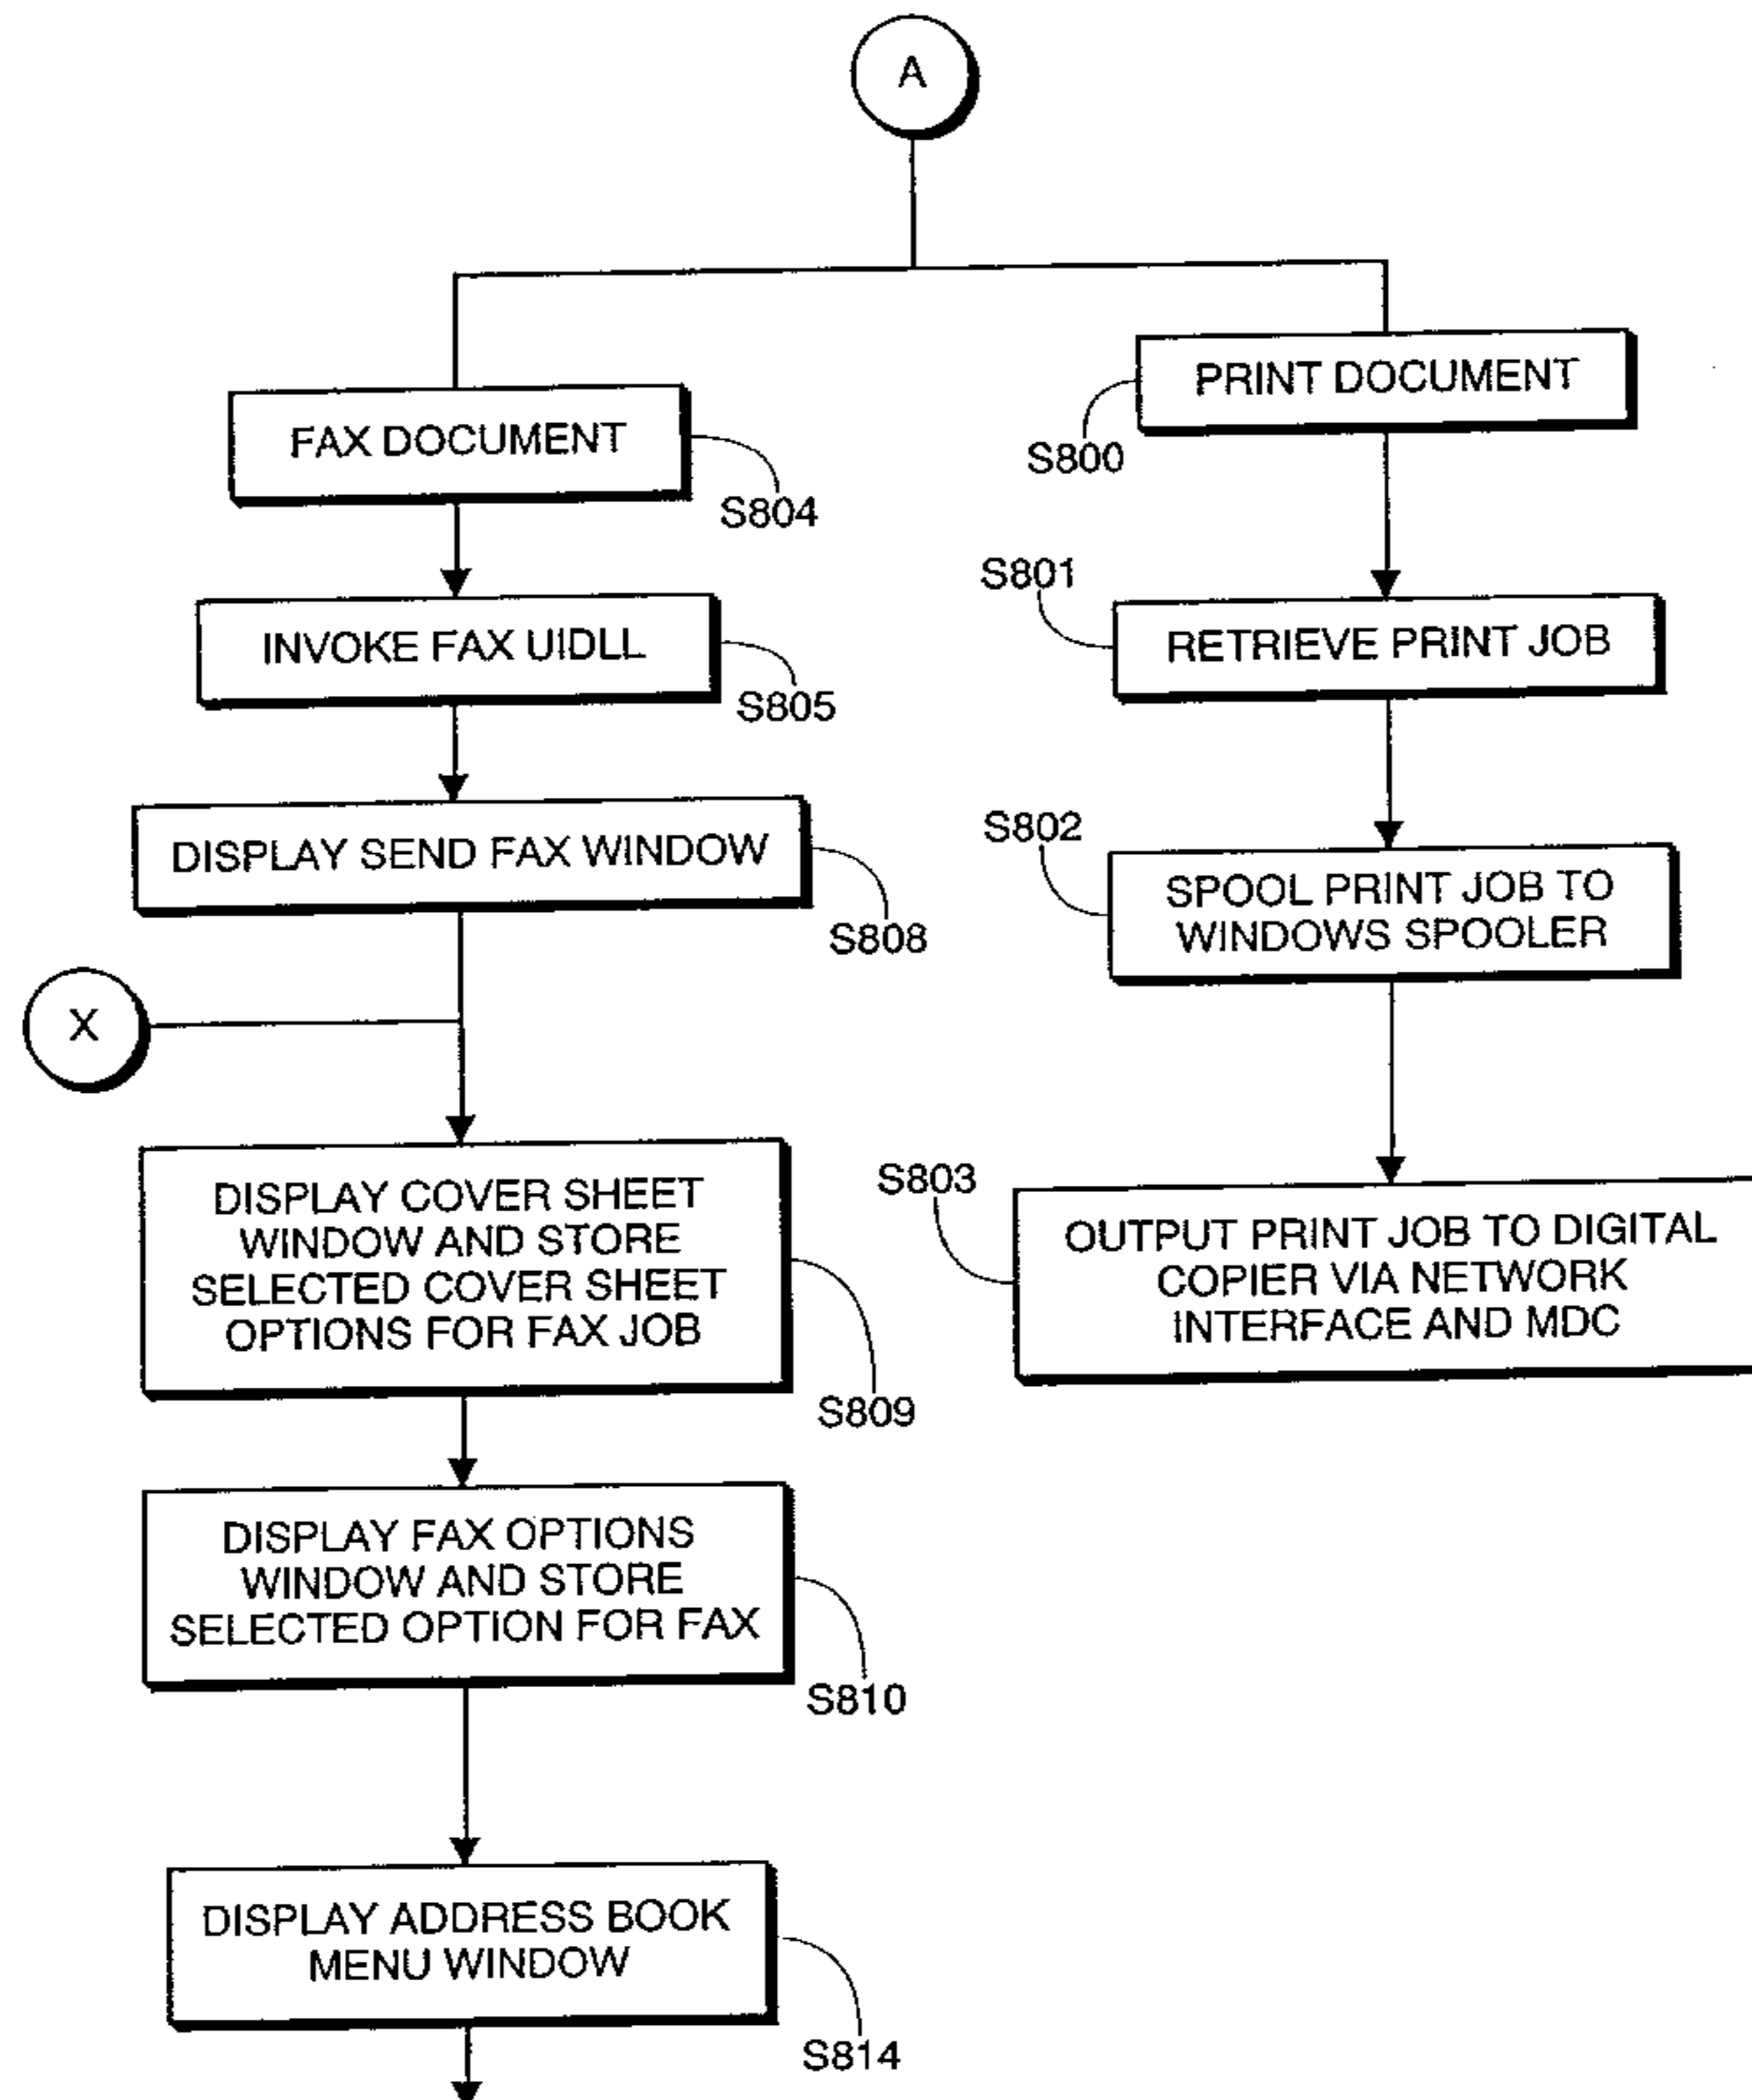 A
PRINT DOCUMENT
S800
FAX DOCUMENT
S804
S801
RETRIEVE PRINT JOB
INVOKE FAX UIDLL
S805
S802
SPOOL PRINT JOB TO
WINDOWS SPOOLER
DISPLAY SEND FAX WINDOW
S808
X
S803
OUTPUT PRINT JOB TO DIGITAL
COPIER VIA NETWORK
INTERFACE AND MDC
DISPLAY COVER SHEET
WINDOW AND STORE
SELECTED COVER SHEET
OPTIONS FOR FAX JOB
S809
DISPLAY FAX OPTIONS
WINDOW AND STORE
SELECTED OPTION FOR FAX
S810
DISPLAY ADDRESS BOOK
MENU WINDOW
S814